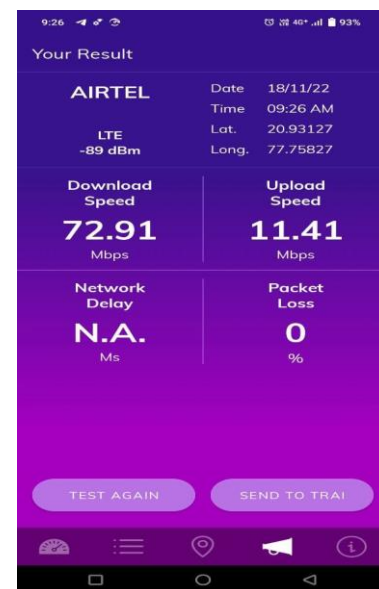 9:26 4G+ 93%
Your Result
AIRTEL
LTE
-89 dBm
Date 18/11/22
Time 09:26 AM
Lat. 20.93127
Long. 77.75827
Download
Speed
72.91
Mbps
Upload
Speed
11.41
Mbps
Network
Delay
N.A.
Ms
Packet
Loss
0
%
TEST AGAIN
SEND TO TRAI